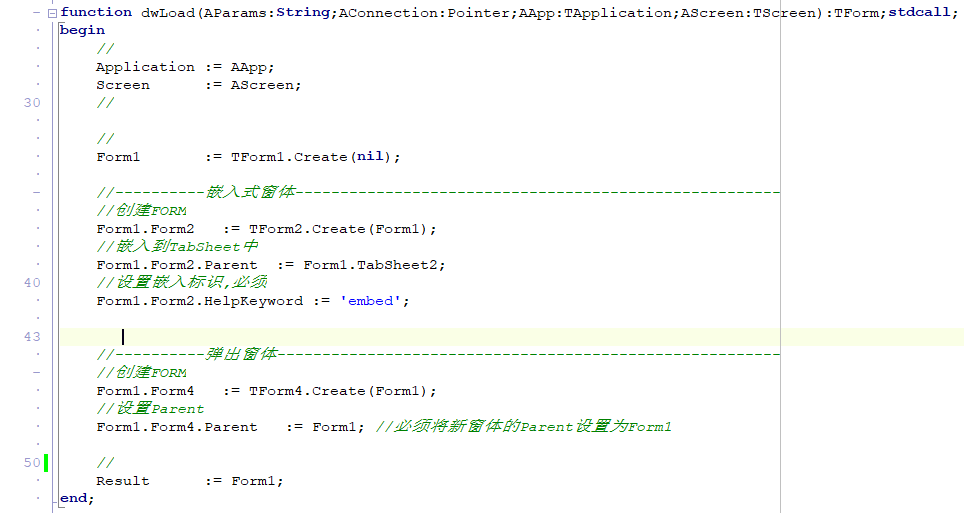 function dwLoad(AParams:String;AConnection:Pointer;AApp:TApplication;AScreen:TScreen):TForm;stdcall;
begin
//
Application := AApp;
Screen := AScreen;
30 //
//
Form1 := TForm1.Create(nil);
//----------嵌入式窗体------------------------------------------------------
//创建FORM
Form1.Form2 := TForm2.Create(Form1);
//嵌入到TabSheet中
Form1.Form2.Parent := Form1.TabSheet2;
40 //设置嵌入标识,必须
Form1.Form2.HelpKeyword := 'embed';
43
//----------弹出窗体--------------------------------------------------------
//创建FORM
Form1.Form4 := TForm4.Create(Form1);
//设置Parent
Form1.Form4.Parent := Form1; //必须将新窗体的Parent设置为Form1
50 //
Result := Form1;
end;